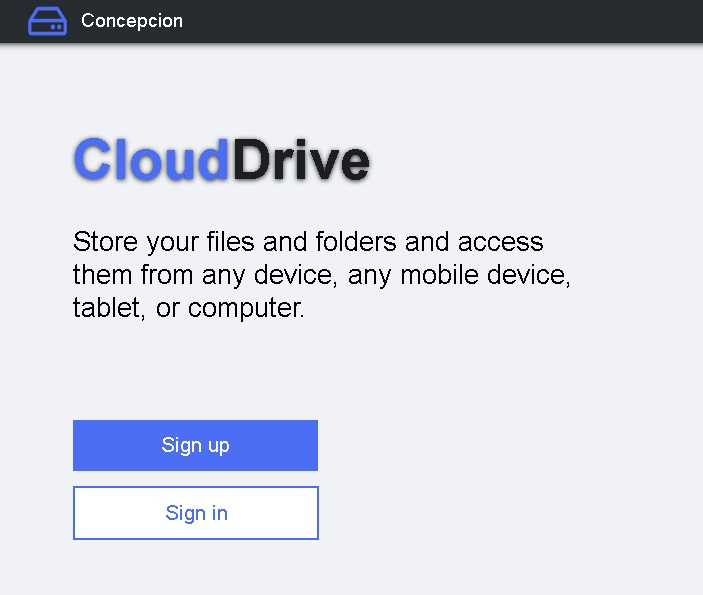 Concepcion
CloudDrive
Store your files and folders and access
them from any device, any mobile device,
tablet, or computer.
Sign up
Sign in